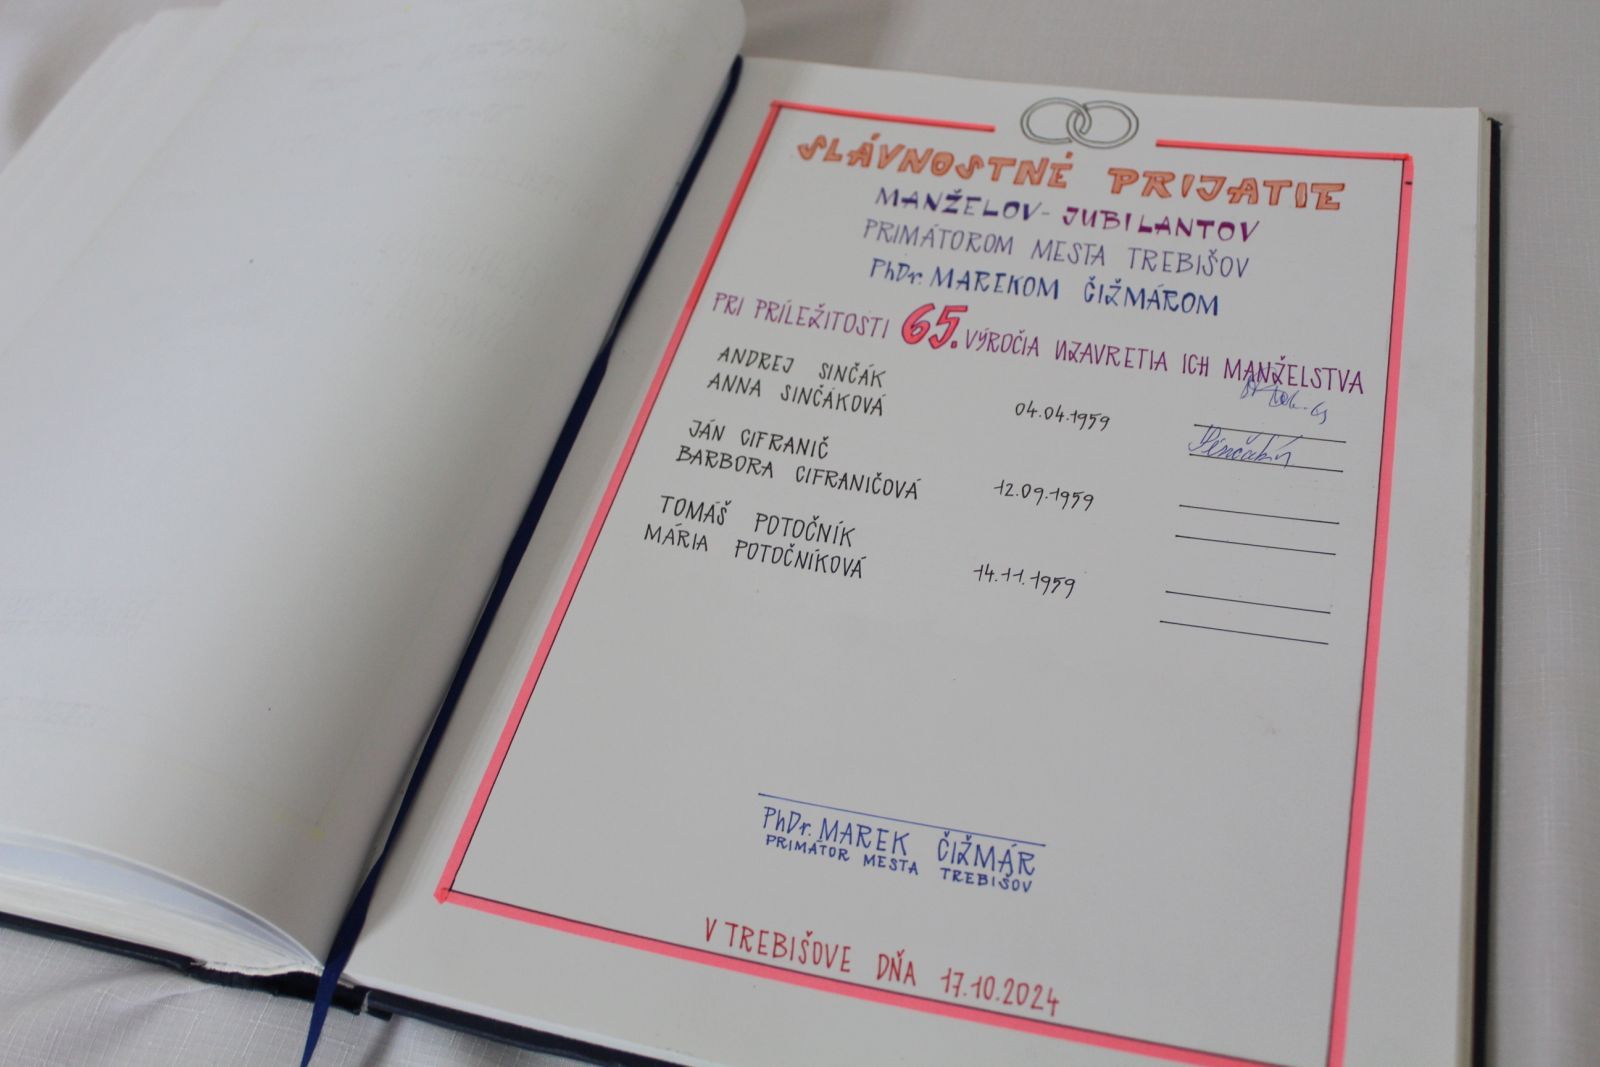 SLÁVNOSTNÉ PRIJATIE
MANŽELOV-JUBILANTOV
PRIMÁTOROM MESTA TREBIŠOV
PhDr. MAREKOM ČIŽMÁROM
PRI PRÍLEŽITOSTI 65. VÝROČIA UZAVRETIA ICH MANŽELSTVA
ANDREJ SINČÁK
ANNA SINČÁKOVÁ 04.04.1959
JÁN CIFRANIČ
BARBORA CIFRANIČOVÁ 12.09.1959
TOMÁŠ POTOČNÍK
MÁRIA POTOČNÍKOVÁ 14.11.1959
PhDr. MAREK ČIŽMÁR
PRIMÁTOR MESTA TREBIŠOV
V TREBIŠOVE DŇA 17.10.2024